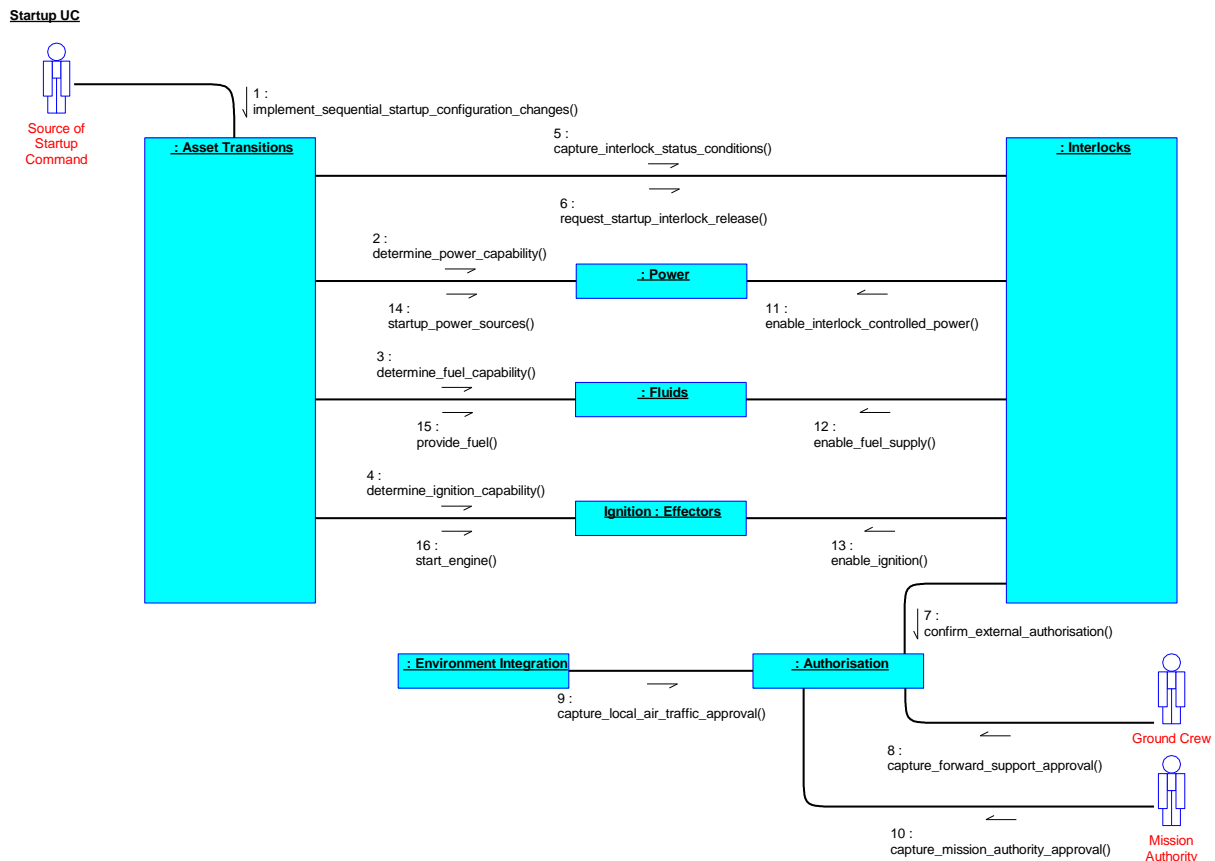 Startup UC
1 :
implement_sequential_startup_configuration_changes()
Source of
Startup
Command
: Asset Transitions
5 :
capture_interlock_status_conditions()
: Interlocks
6 :
request_startup_interlock_release()
2 :
determine_power_capability()
: Power
14 :
startup_power_sources()
11 :
enable_interlock_controlled_power()
3 :
determine_fuel_capability()
: Fluids
15 :
provide_fuel()
12 :
enable_fuel_supply()
4 :
determine_ignition_capability()
Ignition : Effectors
16 :
start_engine()
13 :
enable_ignition()
7 :
confirm_external_authorisation()
: Environment Integration
: Authorisation
9 :
capture_local_air_traffic_approval()
Ground Crew
8 :
capture_forward_support_approval()
10 :
capture_mission_authority_approval()
Mission
Authority